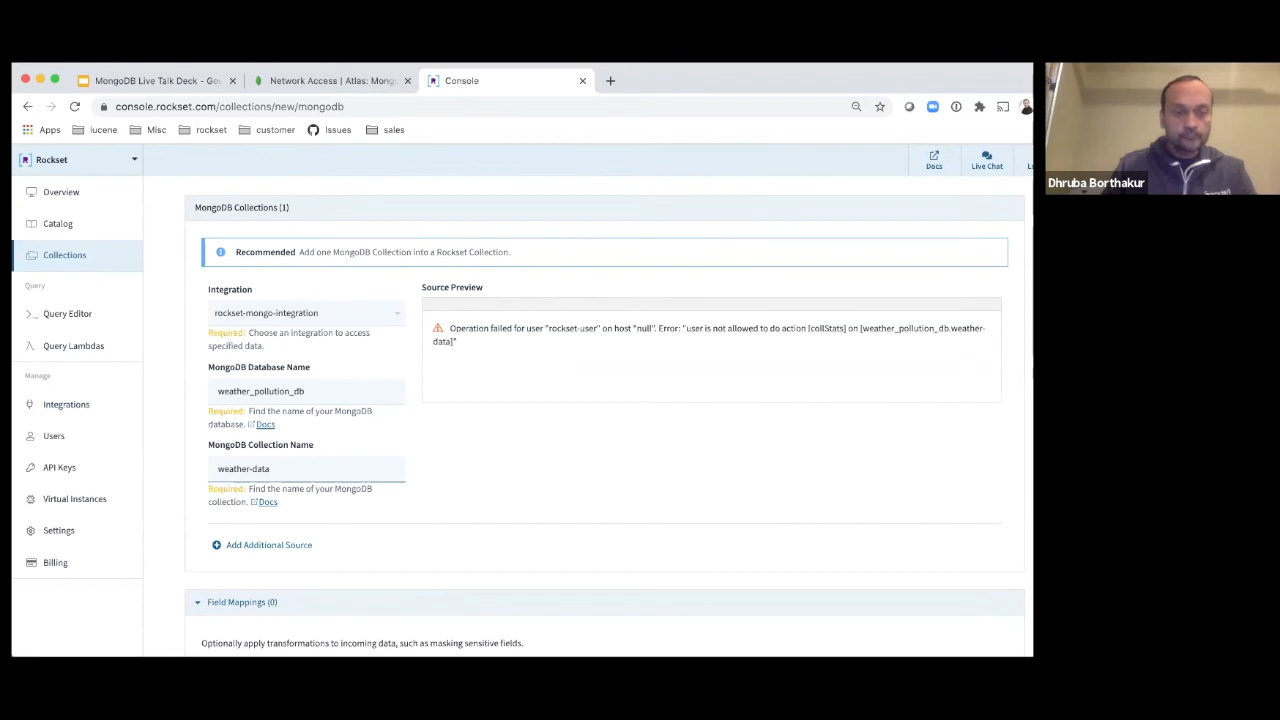 MongoDB Live Talk Deck - Goo
Network Access | Atlas: Mong
Console
console.rockset.com/collections/new/mongodb
Apps
lucene
Misc
rockset
customer
Issues
sales
Rockset
Docs
Live Chat
Overview
Catalog
Collections
Query
Query Editor
Query Lambdas
Manage
Integrations
Users
API Keys
Virtual Instances
Settings
Billing
MongoDB Collections (1)
Recommended Add one MongoDB Collection into a Rockset Collection.
Integration
rockset-mongo-integration
Required: Choose an integration to access
specified data.
MongoDB Database Name
weather_pollution_db
Required: Find the name of your MongoDB
database. Docs
MongoDB Collection Name
weather-data
Required: Find the name of your MongoDB
collection. Docs
Source Preview
Operation failed for user "rockset-user" on host "null". Error: "user is not allowed to do action [collStats] on [weather_pollution_db.weather-
data]"
Add Additional Source
Field Mappings (0)
Optionally apply transformations to incoming data, such as masking sensitive fields.
Dhruba Borthakur